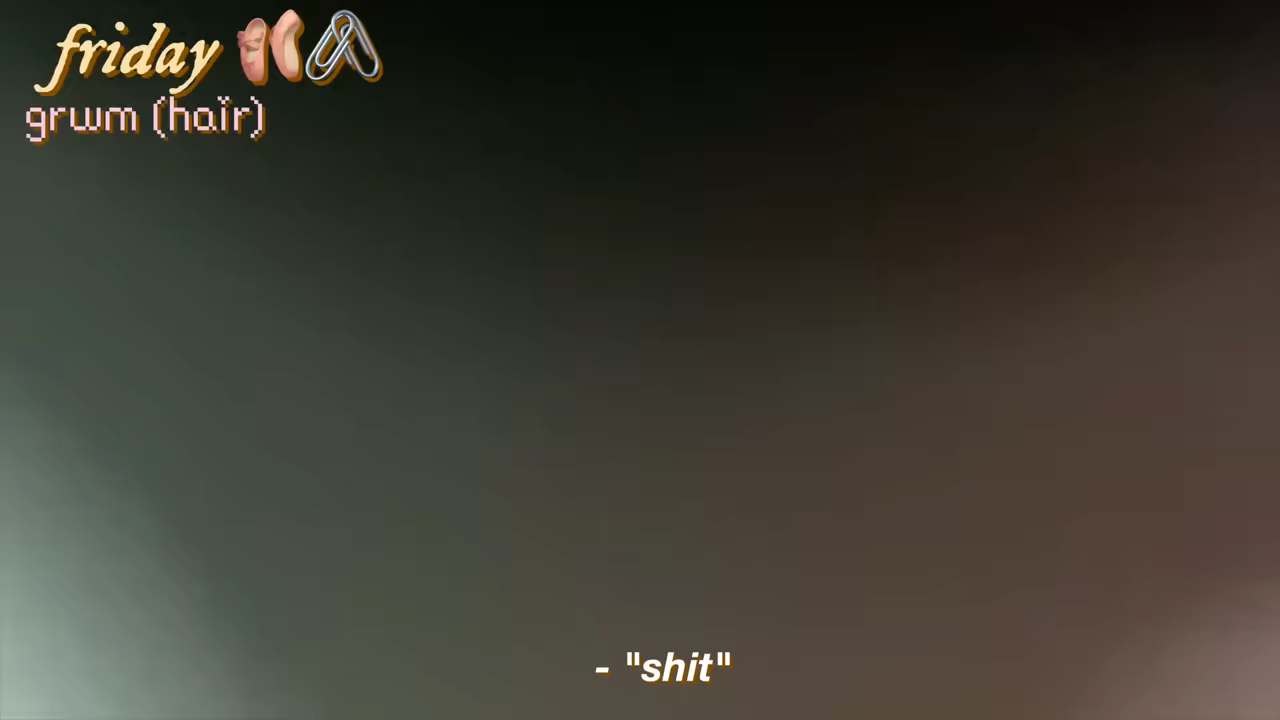 friday 🩰🖇️
grwm (hair)
- "shit"